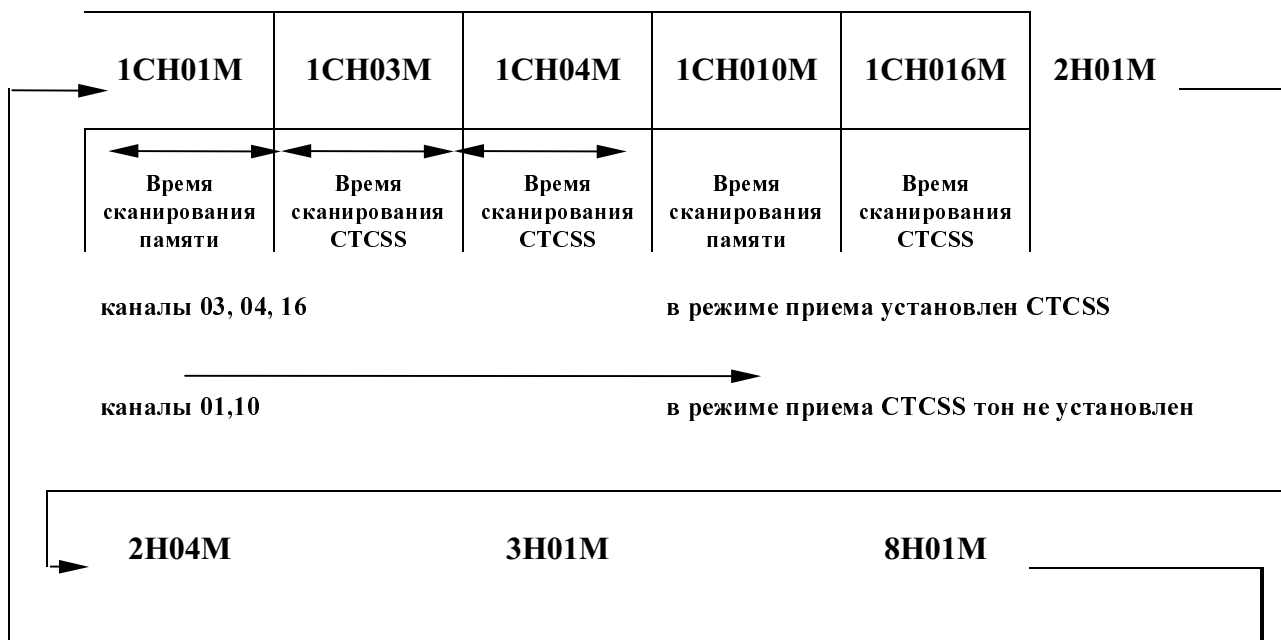 1CH01M 1CH03M 1CH04M 1CH010M 1CH016M 2H01M
Время Время Время Время Время
сканирования сканирования сканирования сканирования сканирования
памяти CTCSS CTCSS памяти CTCSS
каналы 03, 04, 16 в режиме приема установлен CTCSS
каналы 01,10 в режиме приема CTCSS тон не установлен
2H04M 3H01M 8H01M